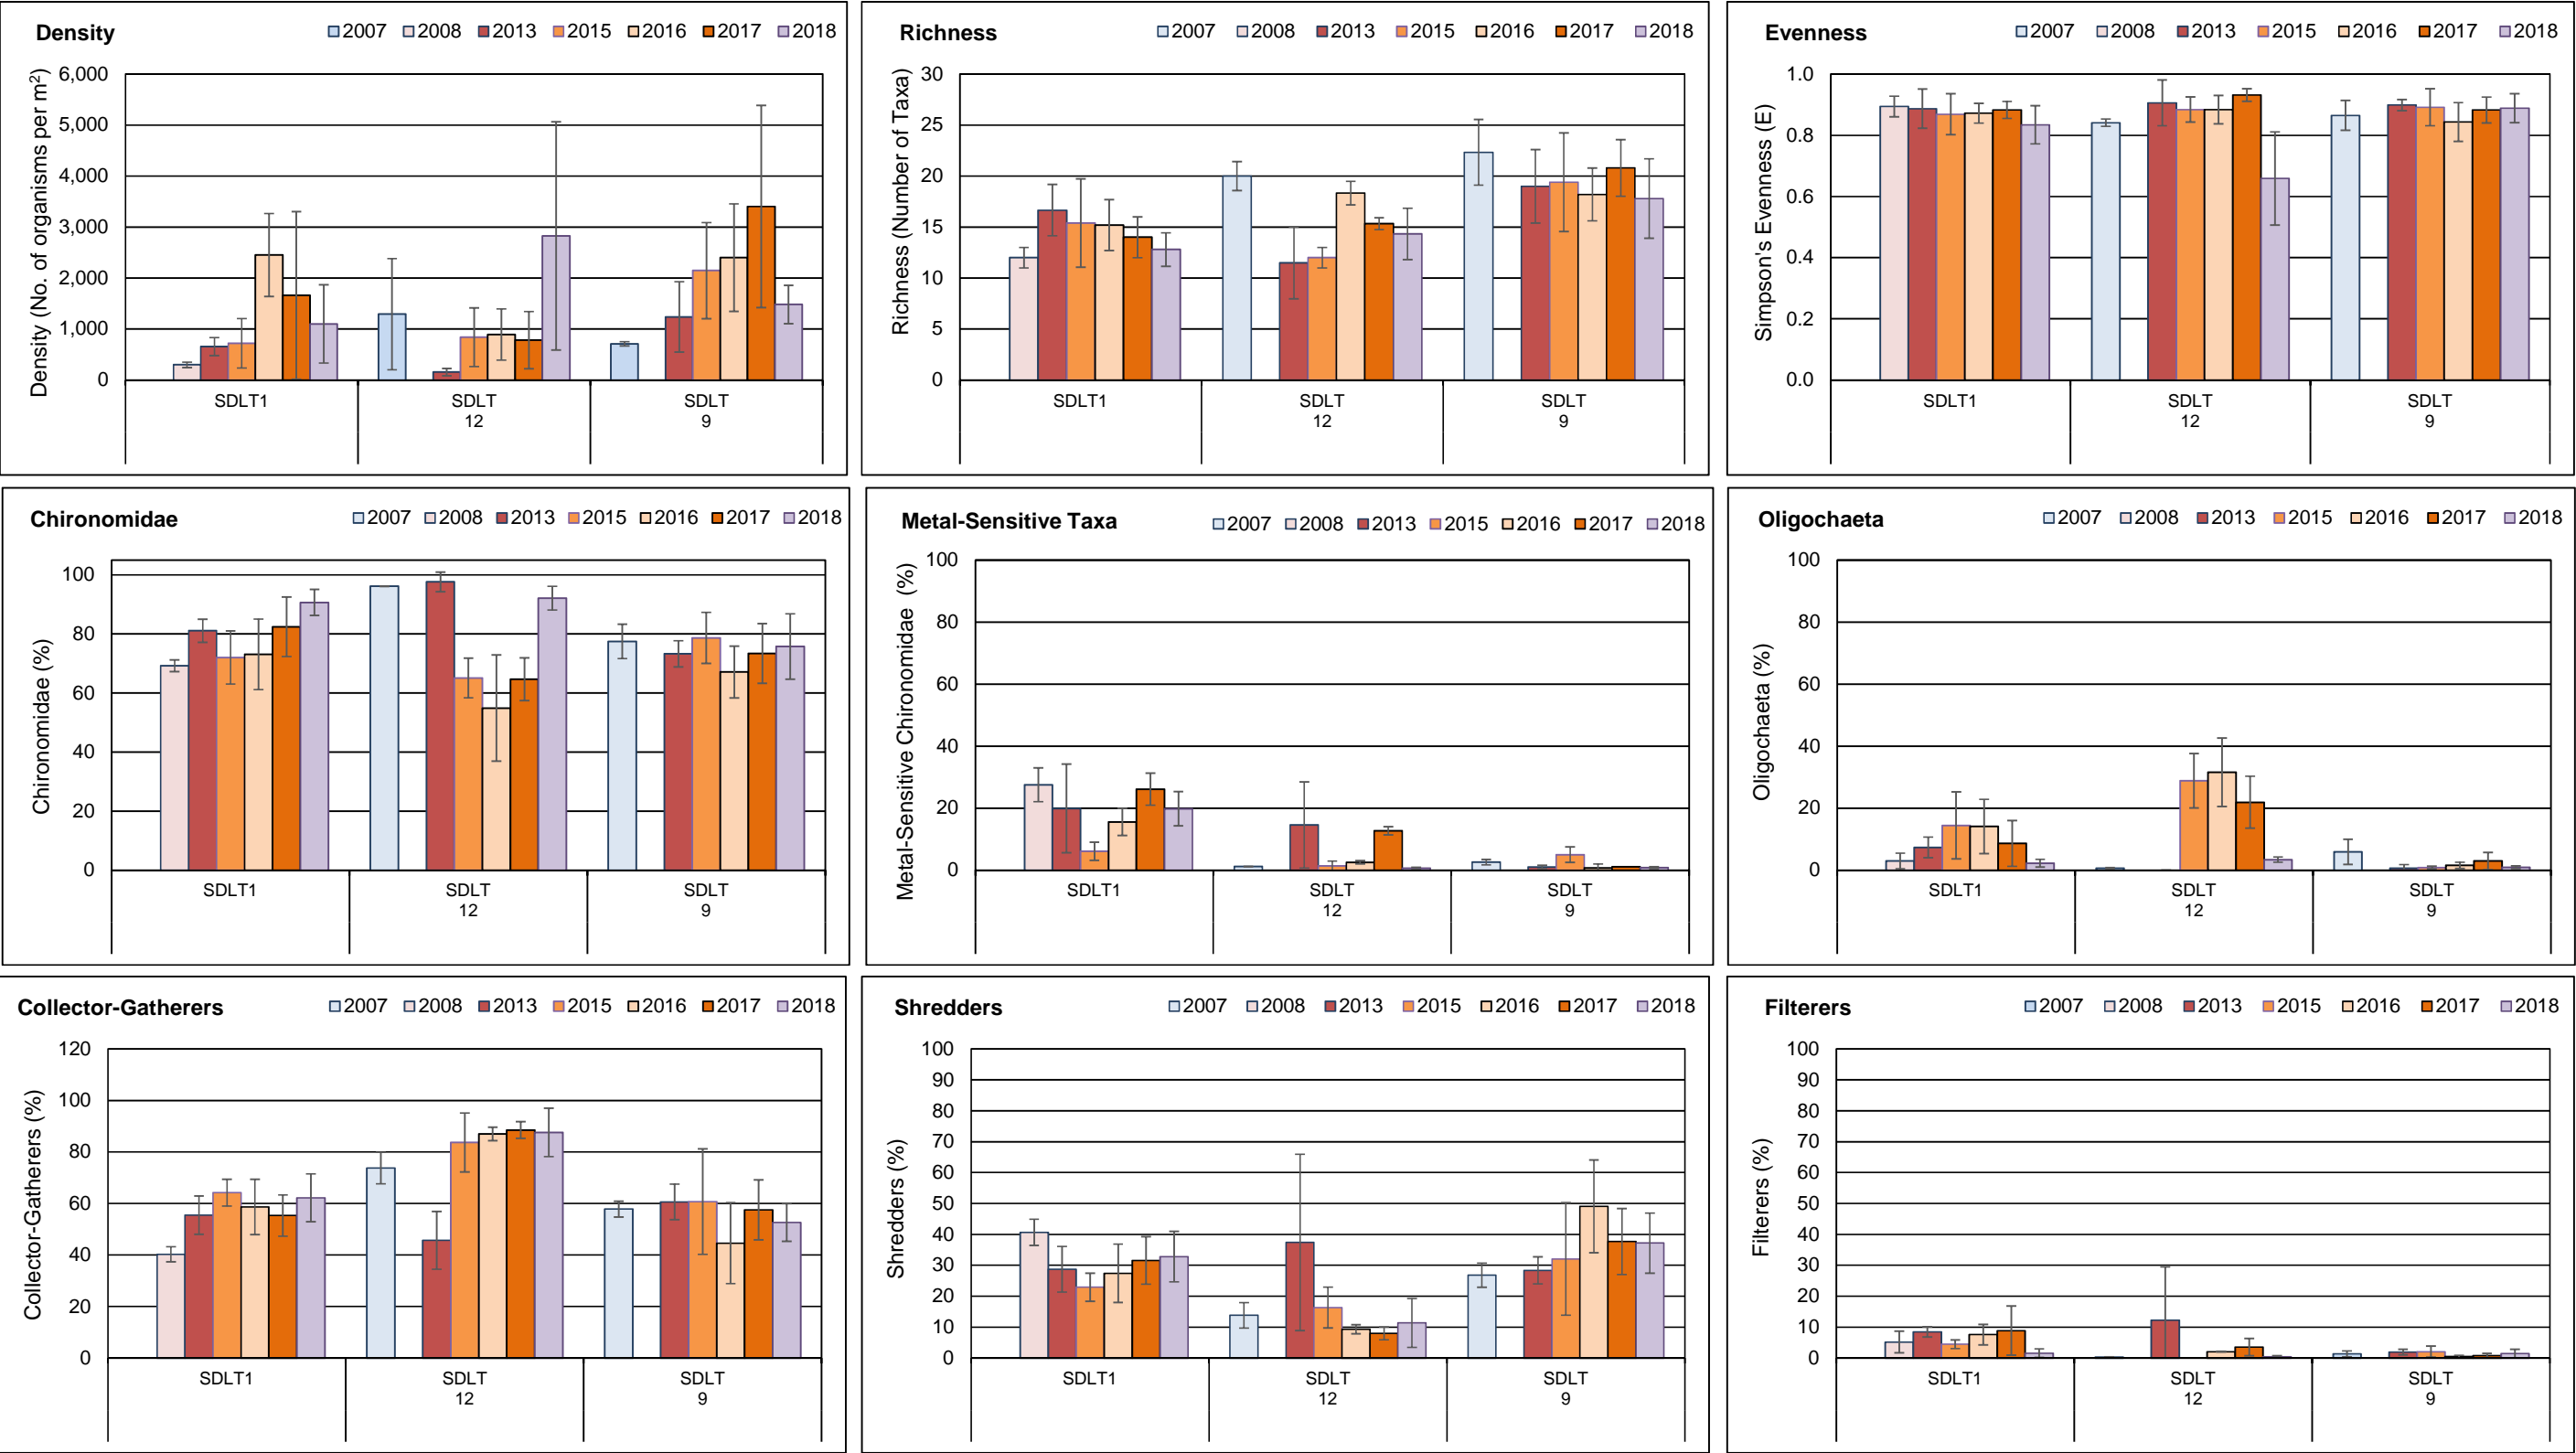 Density
2007 2008 2013 2015 2016 2017 2018
Density (No. of organisms per m²)
6,000
5,000
4,000
3,000
2,000
1,000
0
SDLT1 SDLT SDLT
12 9
Richness
2007 2008 2013 2015 2016 2017 2018
Richness (Number of Taxa)
30
25
20
15
10
5
0
SDLT1 SDLT SDLT
12 9
Evenness
2007 2008 2013 2015 2016 2017 2018
Simpson's Evenness (E)
1.0
0.8
0.6
0.4
0.2
0.0
SDLT1 SDLT SDLT
12 9
Chironomidae
2007 2008 2013 2015 2016 2017 2018
Chironomidae (%)
100
80
60
40
20
0
SDLT1 SDLT SDLT
12 9
Metal-Sensitive Taxa
2007 2008 2013 2015 2016 2017 2018
Metal-Sensitive Chironomidae (%)
100
80
60
40
20
0
SDLT1 SDLT SDLT
12 9
Oligochaeta
2007 2008 2013 2015 2016 2017 2018
Oligochaeta (%)
100
80
60
40
20
0
SDLT1 SDLT SDLT
12 9
Collector-Gatherers
2007 2008 2013 2015 2016 2017 2018
Collector-Gatherers (%)
120
100
80
60
40
20
0
SDLT1 SDLT SDLT
12 9
Shredders
2007 2008 2013 2015 2016 2017 2018
Shredders (%)
100
90
80
70
60
50
40
30
20
10
0
SDLT1 SDLT SDLT
12 9
Filterers
2007 2008 2013 2015 2016 2017 2018
Filterers (%)
100
90
80
70
60
50
40
30
20
10
0
SDLT1 SDLT SDLT
12 9